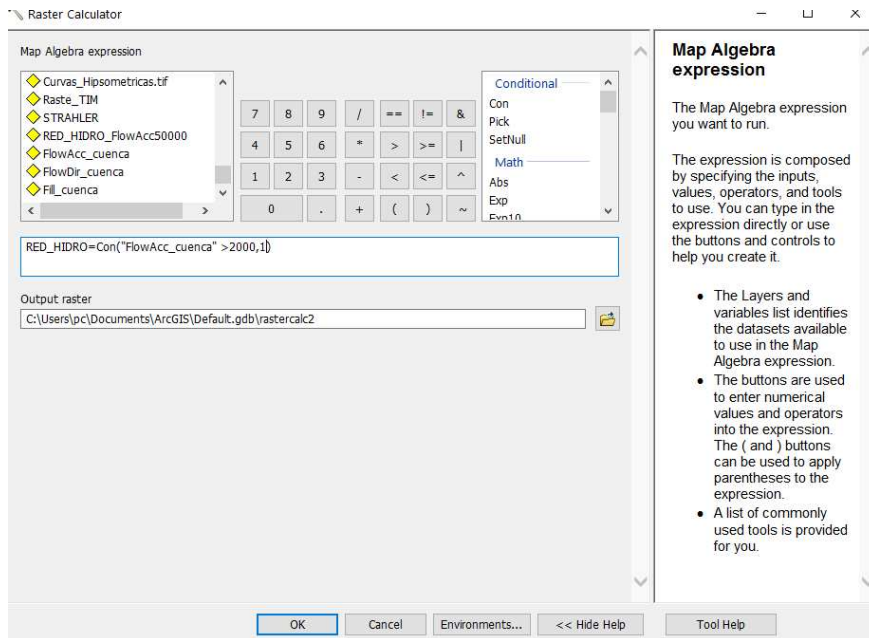 Raster Calculator
Map Algebra expression
Curvas_Hipsometricas.tif
Raste_TIM
STRAHLER
RED_HIDRO_FlowAcc50000
FlowAcc_cuenca
FlowDir_cuenca
Fill_cuenca
7 8 9 / == != &
4 5 6 * > >= |
1 2 3 - < <= ^
0 . + ( ) ~
Conditional
Con
Pick
SetNull
Math
Abs
Exp
Exp10
RED_HIDRO=Con("FlowAcc_cuenca" >2000,1)
Output raster
C:\Users\pc\Documents\ArcGIS\Default.gdb\rastercalc2
OK
Cancel
Environments...
<< Hide Help
Tool Help
Map Algebra
expression
The Map Algebra expression
you want to run.
The expression is composed
by specifying the inputs,
values, operators, and tools
to use. You can type in the
expression directly or use
the buttons and controls to
help you create it.
• The Layers and
variables list identifies
the datasets available
to use in the Map
Algebra expression.
• The buttons are used
to enter numerical
values and operators
into the expression.
The ( and ) buttons
can be used to apply
parentheses to the
expression.
• A list of commonly
used tools is provided
for you.